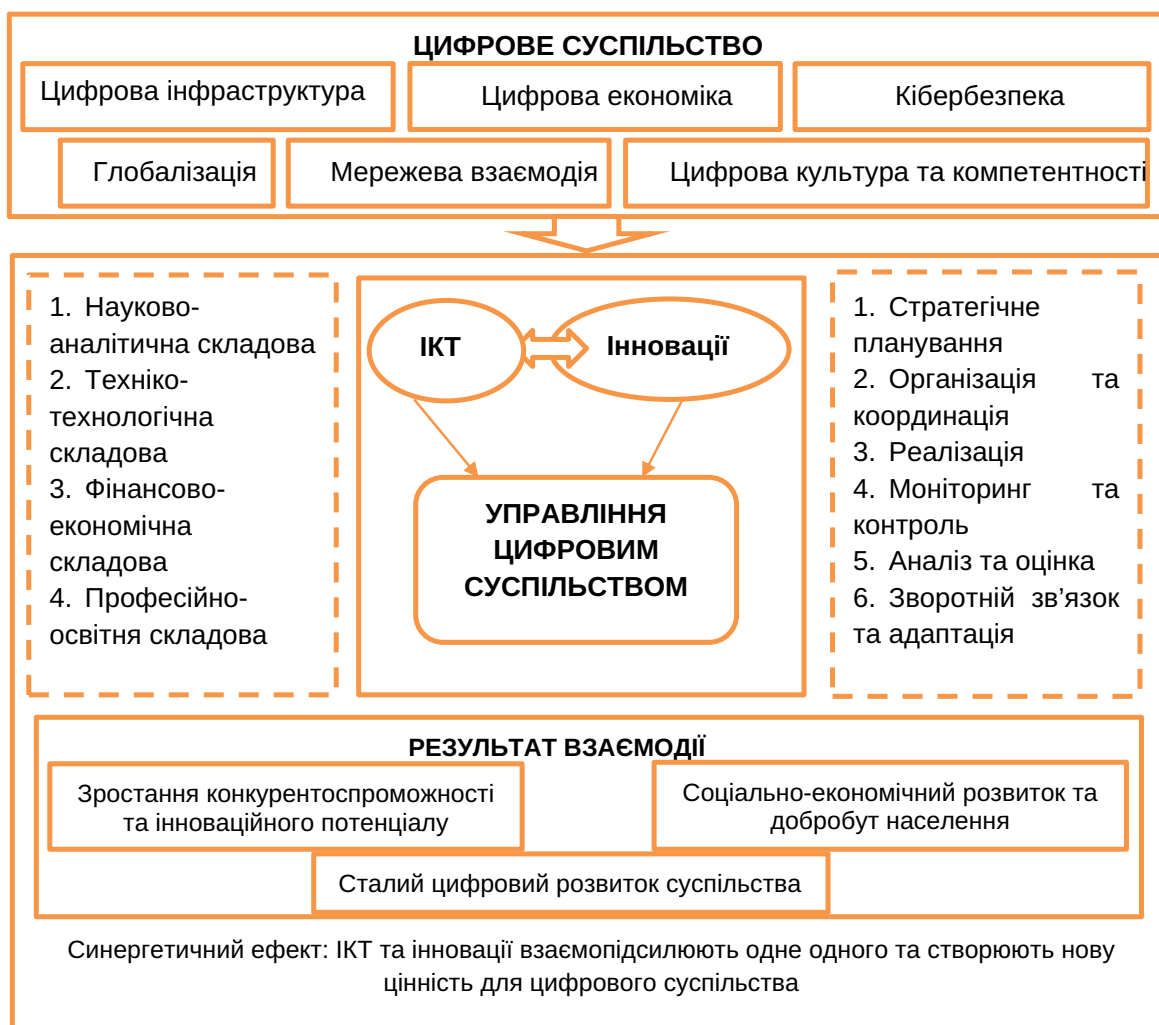 ЦИФРОВЕ СУСПІЛЬСТВО
Цифрова інфраструктура
Цифрова економіка
Кібербезпека
Глобалізація
Мережева взаємодія
Цифрова культура та компетентності
1. Науково-
аналітична складова
2. Техніко-
технологічна
складова
3. Фінансово-
економічна
складова
4. Професійно-
освітня складова
ІКТ
Інновації
УПРАВЛІННЯ
ЦИФРОВИМ
СУСПІЛЬСТВОМ
1. Стратегічне
планування
2. Організація та
координація
3. Реалізація
4. Моніторинг та
контроль
5. Аналіз та оцінка
6. Зворотній зв’язок
та адаптація
РЕЗУЛЬТАТ ВЗАЄМОДІЇ
Зростання конкурентоспроможності
та інноваційного потенціалу
Соціально-економічний розвиток та
добробут населення
Сталий цифровий розвиток суспільства
Синергетичний ефект: ІКТ та інновації взаємопідсилюють одне одного та створюють нову
цінність для цифрового суспільства